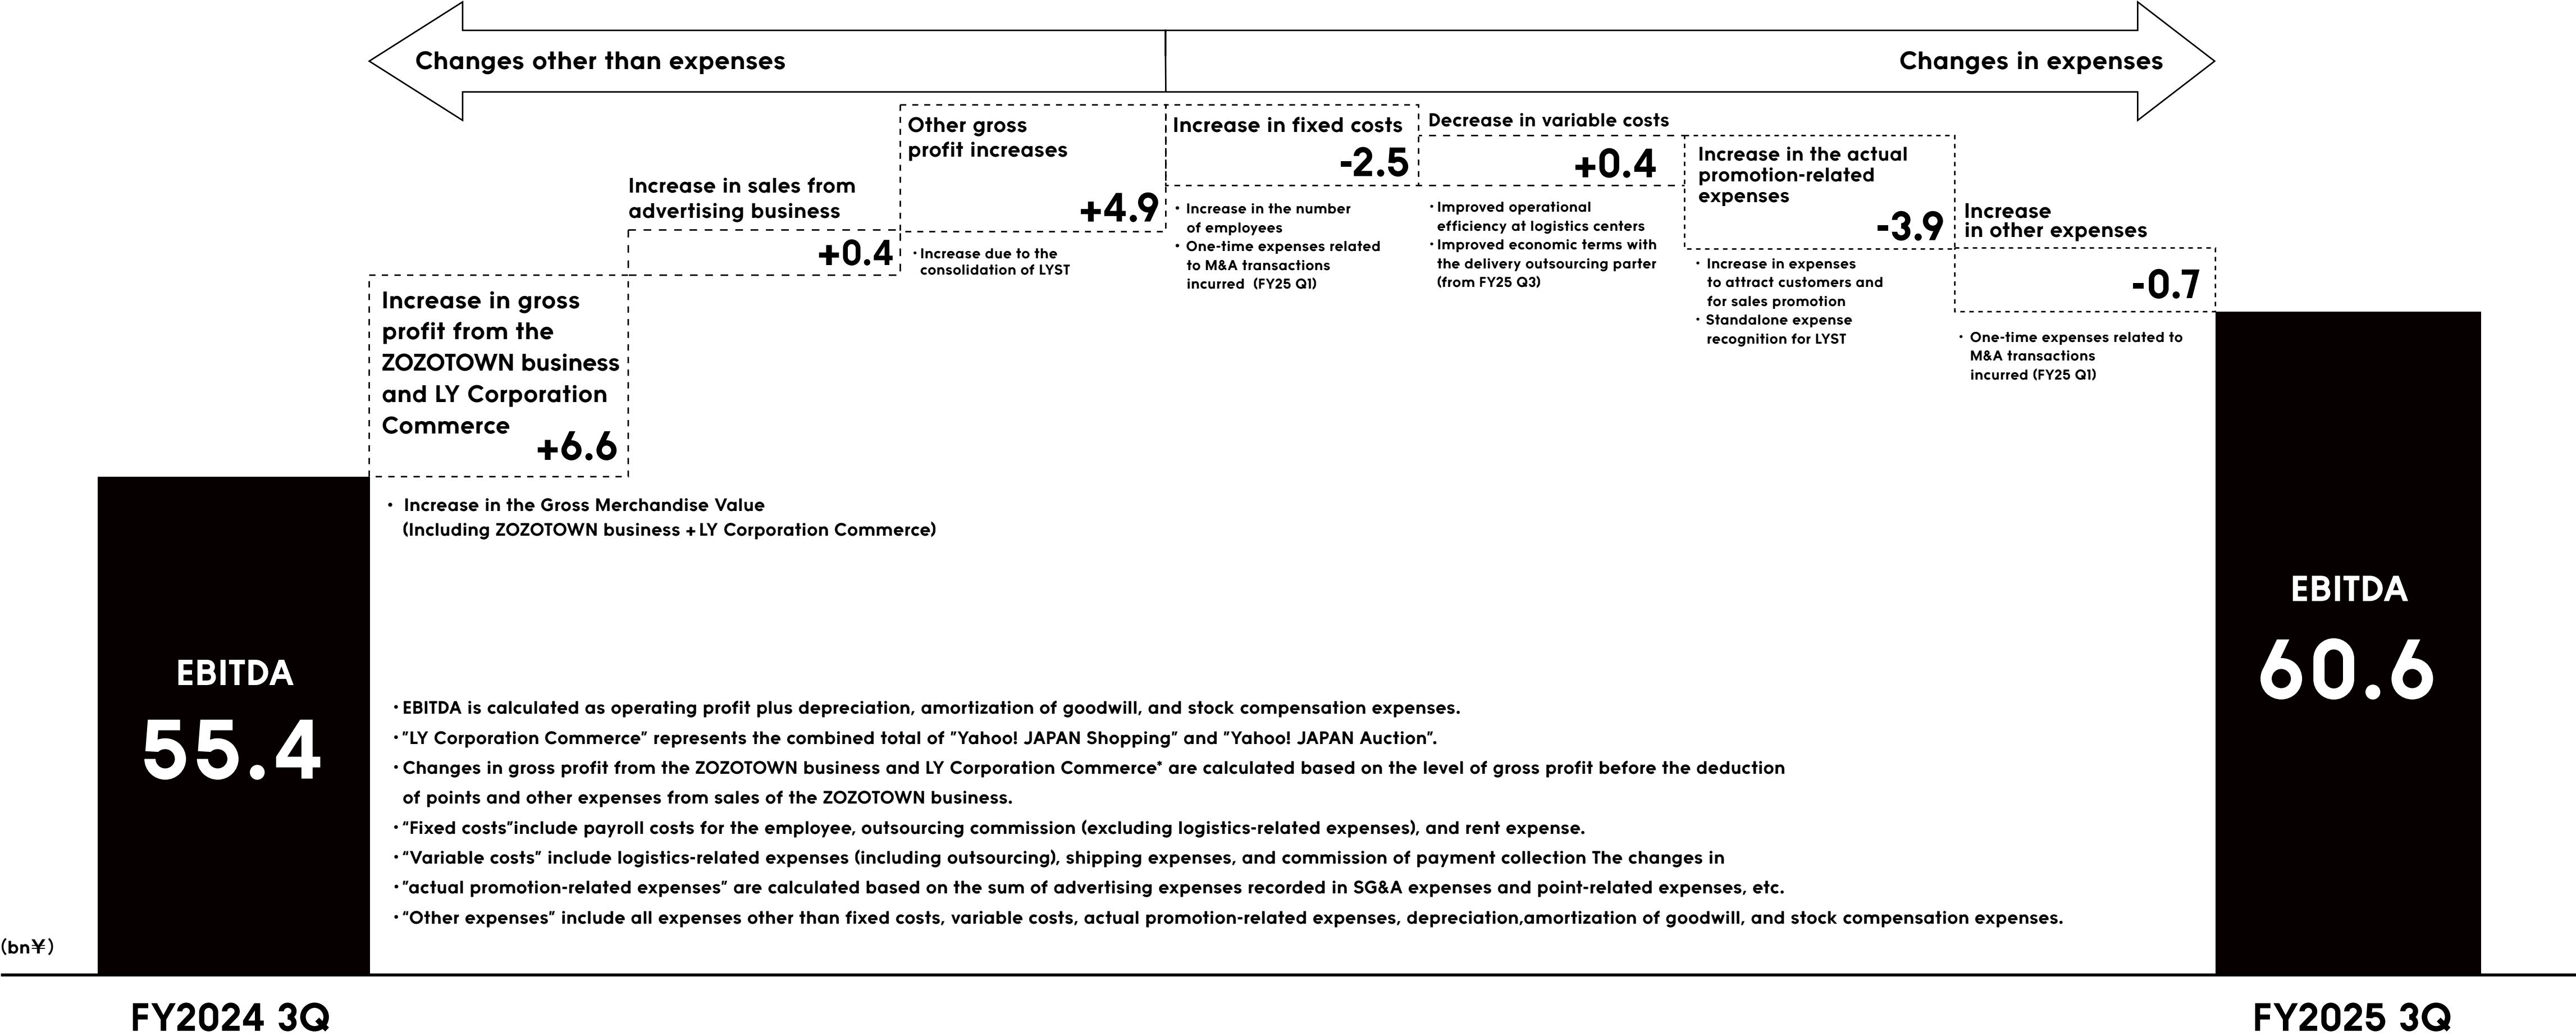 Changes other than expenses
Changes in expenses
Increase in gross
profit from the
ZOZOTOWN business
and LY Corporation
Commerce
+6.6
・ Increase in the Gross Merchandise Value
(Including ZOZOTOWN business +LY Corporation Commerce)
Increase in sales from
advertising business
+0.4
Other gross
profit increases
+4.9
・Increase due to the
consolidation of LYST
Increase in fixed costs
-2.5
・ Increase in the number
of employees
・ One-time expenses related
to M&A transactions
incurred (FY25 Q1)
Decrease in variable costs
+0.4
・Improved operational
efficiency at logistics centers
・Improved economic terms with
the delivery outsourcing parter
(from FY25 Q3)
Increase in the actual
promotion-related
expenses
-3.9
・ Increase in expenses
to attract customers and
for sales promotion
・ Standalone expense
recognition for LYST
Increase
in other expenses
-0.7
・ One-time expenses related to
M&A transactions
incurred (FY25 Q1)
EBITDA
55.4
EBITDA
60.6
・EBITDA is calculated as operating profit plus depreciation, amortization of goodwill, and stock compensation expenses.
・"LY Corporation Commerce" represents the combined total of "Yahoo! JAPAN Shopping" and "Yahoo! JAPAN Auction".
・Changes in gross profit from the ZOZOTOWN business and LY Corporation Commerce* are calculated based on the level of gross profit before the deduction
of points and other expenses from sales of the ZOZOTOWN business.
・"Fixed costs"include payroll costs for the employee, outsourcing commission (excluding logistics-related expenses), and rent expense.
・"Variable costs" include logistics-related expenses (including outsourcing), shipping expenses, and commission of payment collection The changes in
・"actual promotion-related expenses" are calculated based on the sum of advertising expenses recorded in SG&A expenses and point-related expenses, etc.
・"Other expenses" include all expenses other than fixed costs, variable costs, actual promotion-related expenses, depreciation,amortization of goodwill, and stock compensation expenses.
(bn¥)
FY2024 3Q
FY2025 3Q